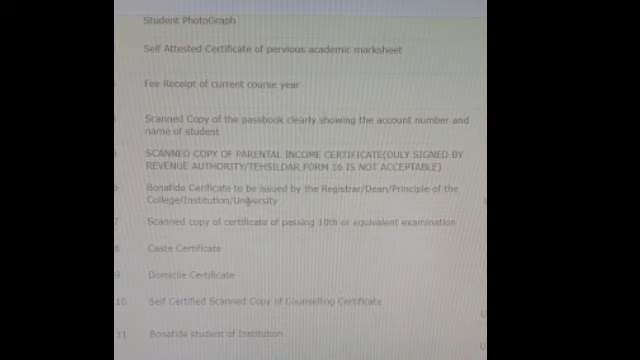 Student PhotoGraph
Self Attested Certificate of pervious academic marksheet
Fee Receipt of current course year
Scanned Copy of the passbook clearly showing the account number and
name of student
SCANNED COPY OF PARENTAL INCOME CERTIFICATE(DULY SIGNED BY
REVENUE AUTHORITY/TEHSILDAR FORM 16 IS NOT ACCEPTABLE)
6 Bonafide Cerificate to be issued by the Registrar/Dean/Principle of the
College/Institution/University
7 Scanned copy of certificate of passing 10th or equivalent examination
8 Caste Certificate
9 Domicile Certificate
10 Self Certified Scanned Copy of Counselling Certificate
U
11 Bonafide student of Institution
U